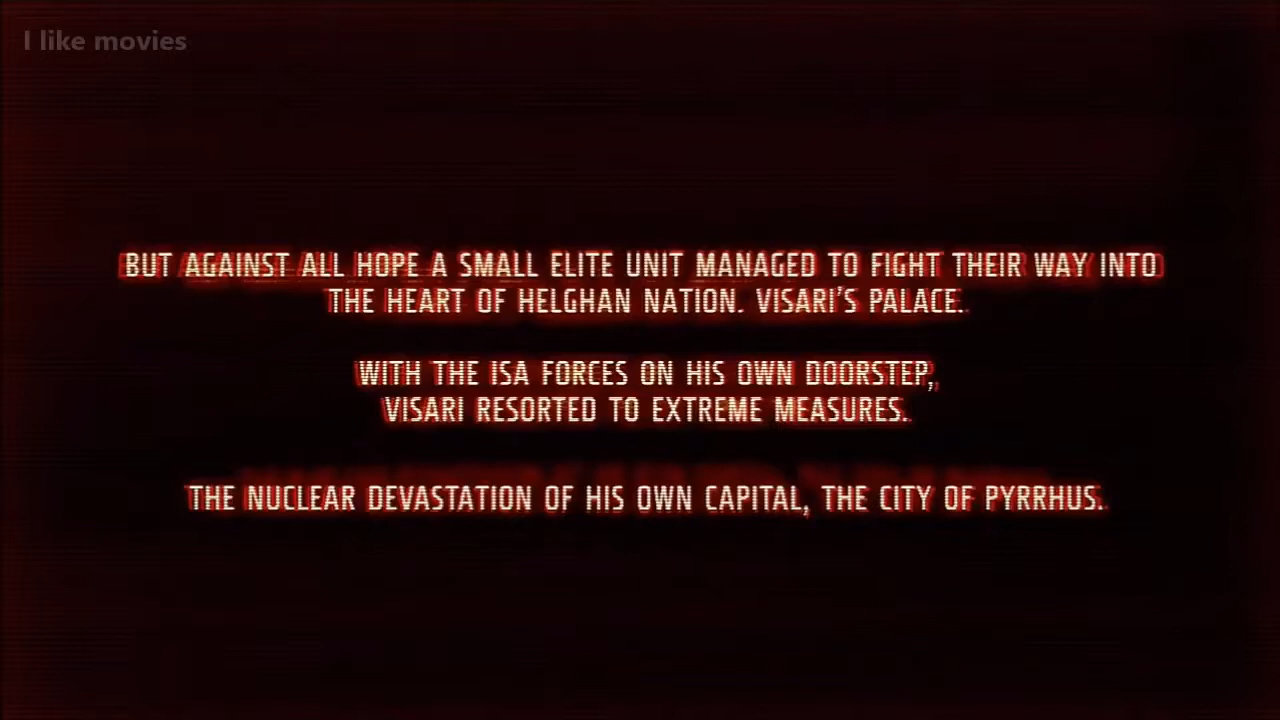 I like movies
BUT AGAINST ALL HOPE A SMALL ELITE UNIT MANAGED TO FIGHT THEIR WAY INTO
THE HEART OF HELGHAN NATION. VISARI'S PALACE.
WITH THE ISA FORCES ON HIS OWN DOORSTEP,
VISARI RESORTED TO EXTREME MEASURES.
THE NUCLEAR DEVASTATION OF HIS OWN CAPITAL, THE CITY OF PYRRHUS.